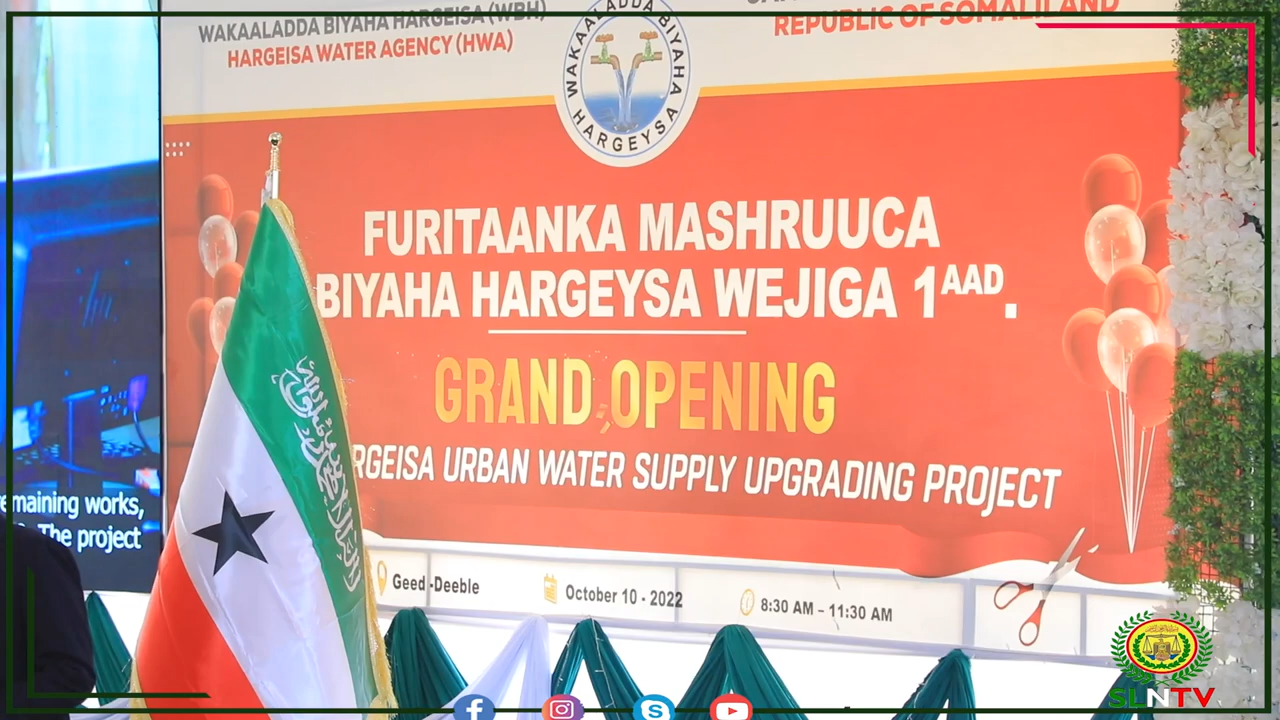 WAKAALADDA BIYAHA HARGEISA (WBH)
HARGEISA WATER AGENCY (HWA)
REPUBLIC OF SOMALILAND
WAKAALADDA BIYAHA
HARGEYSA
FURITAANKA MASHRUUCA
BIYAHA HARGEYSA WEJIGA 1AAD.
GRAND OPENING
RGEISA URBAN WATER SUPPLY UPGRADING PROJECT
Geed-Deeble
October 10 - 2022
8:30 AM – 11:30 AM
emaining works,
The project
SLNTV